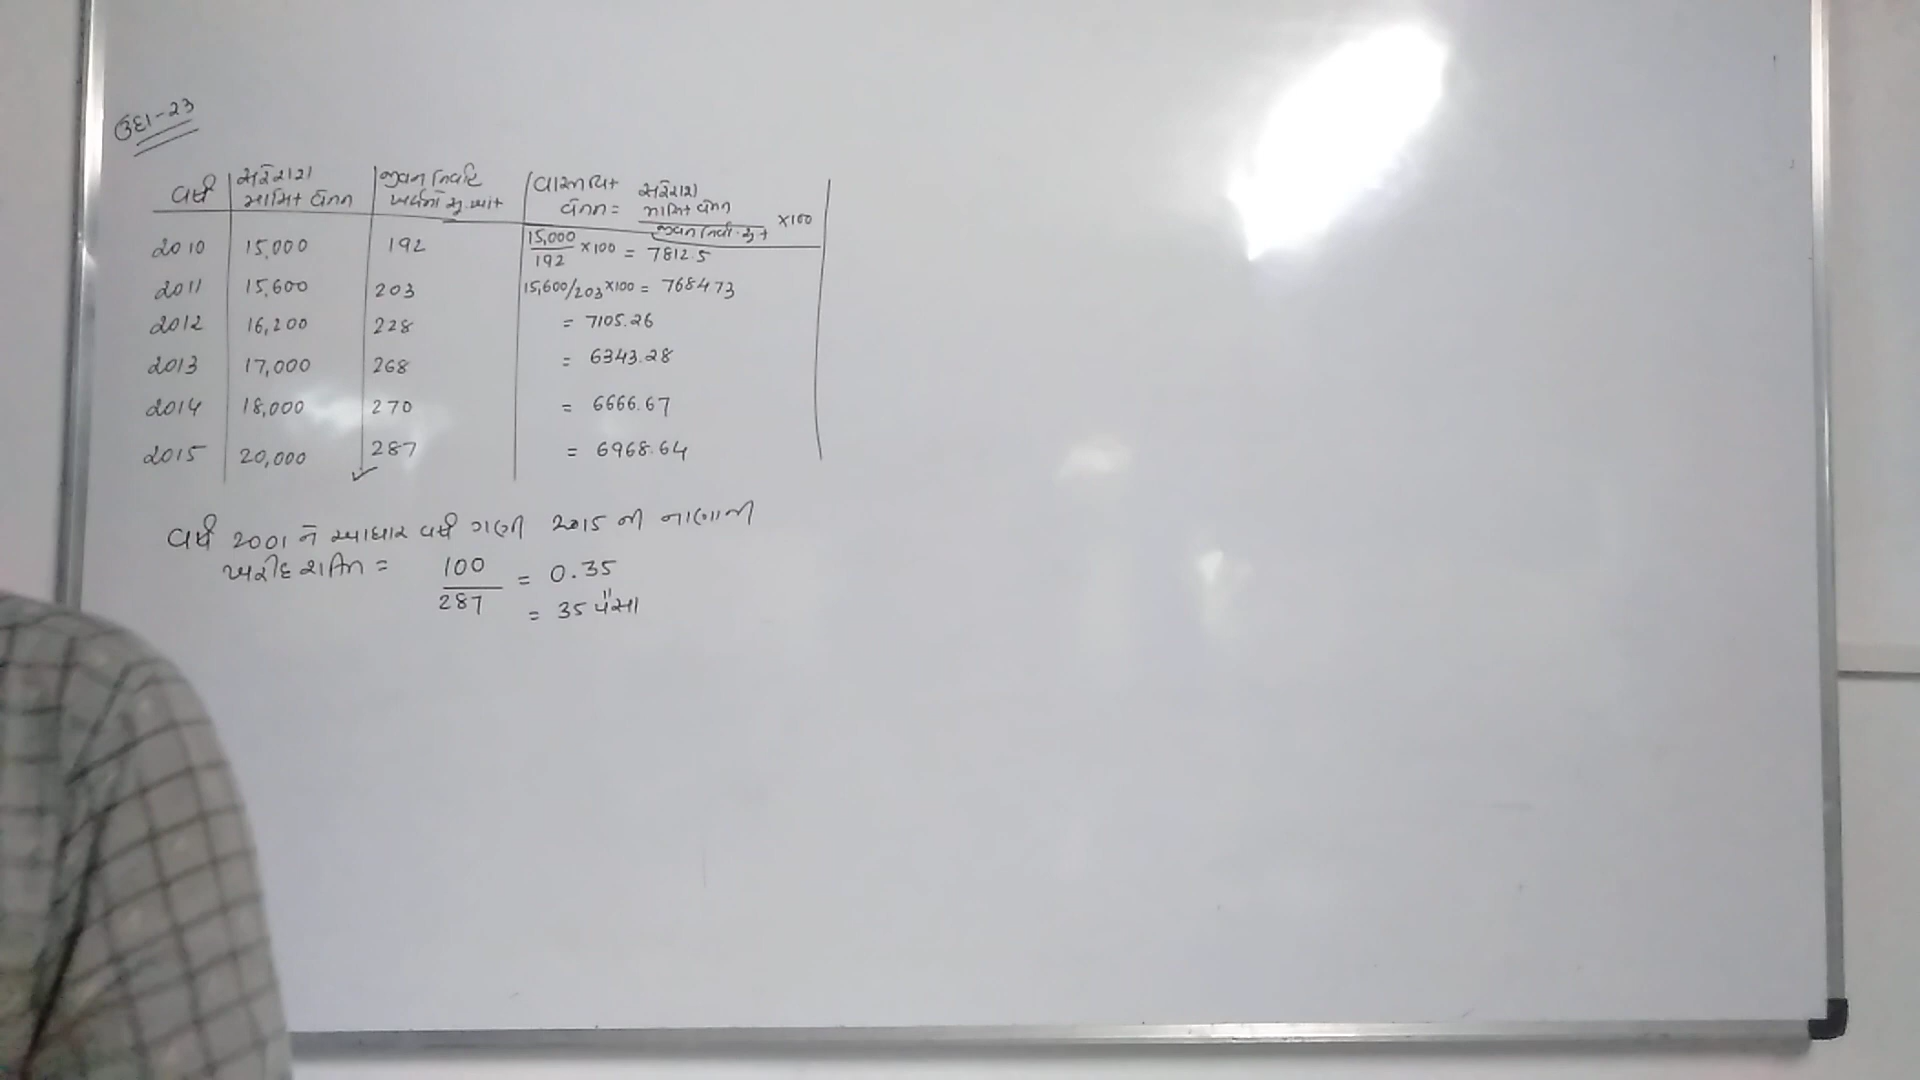 ઉદા-23
વર્ષ સરેરાશ માસિક વેતન જીવન નિર્વાહ ખર્ચનો સૂ.આંક વાસ્તવિક વેતન = સરેરાશ માસિક વેતન / જીવન નિર્વા. સૂ. ×100
2010 15,000 192 15,000/192 ×100 = 7812.5
2011 15,600 203 15,600/203 ×100 = 7684.73
2012 16,200 228 = 7105.26
2013 17,000 268 = 6343.28
2014 18,000 270 = 6666.67
2015 20,000 287 = 6968.64
વર્ષ 2001 ને આધાર વર્ષ ગણી 2015 ની નાણાની
ખરીદ શક્તિ = 100/287 = 0.35
= 35 પૈસા